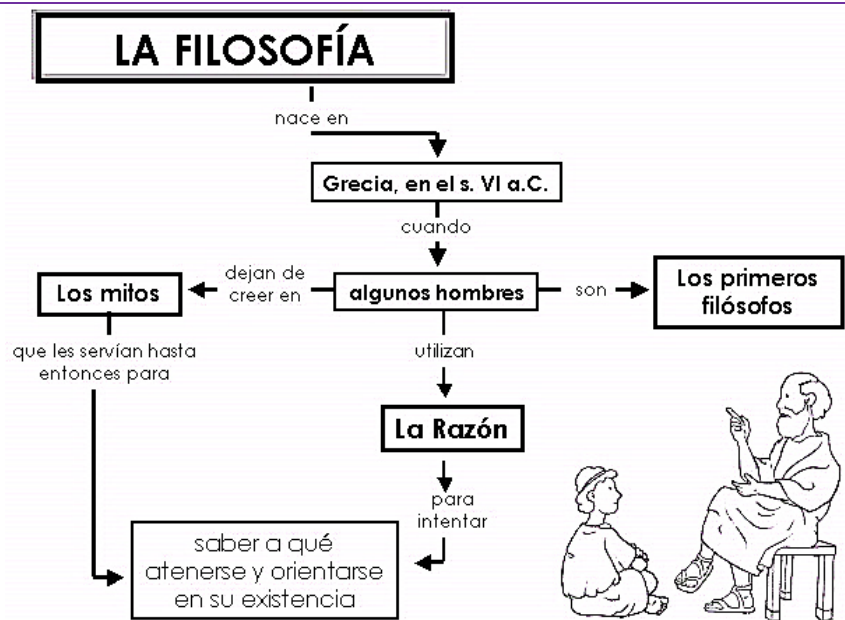 LA FILOSOFÍA
nace en
Grecia, en el s. VI a.C.
cuando
algunos hombres
dejan de
creer en
Los mitos
son
Los primeros
filósofos
que les servían hasta
entonces para
utilizan
La Razón
para
intentar
saber a qué
atenerse y orientarse
en su existencia